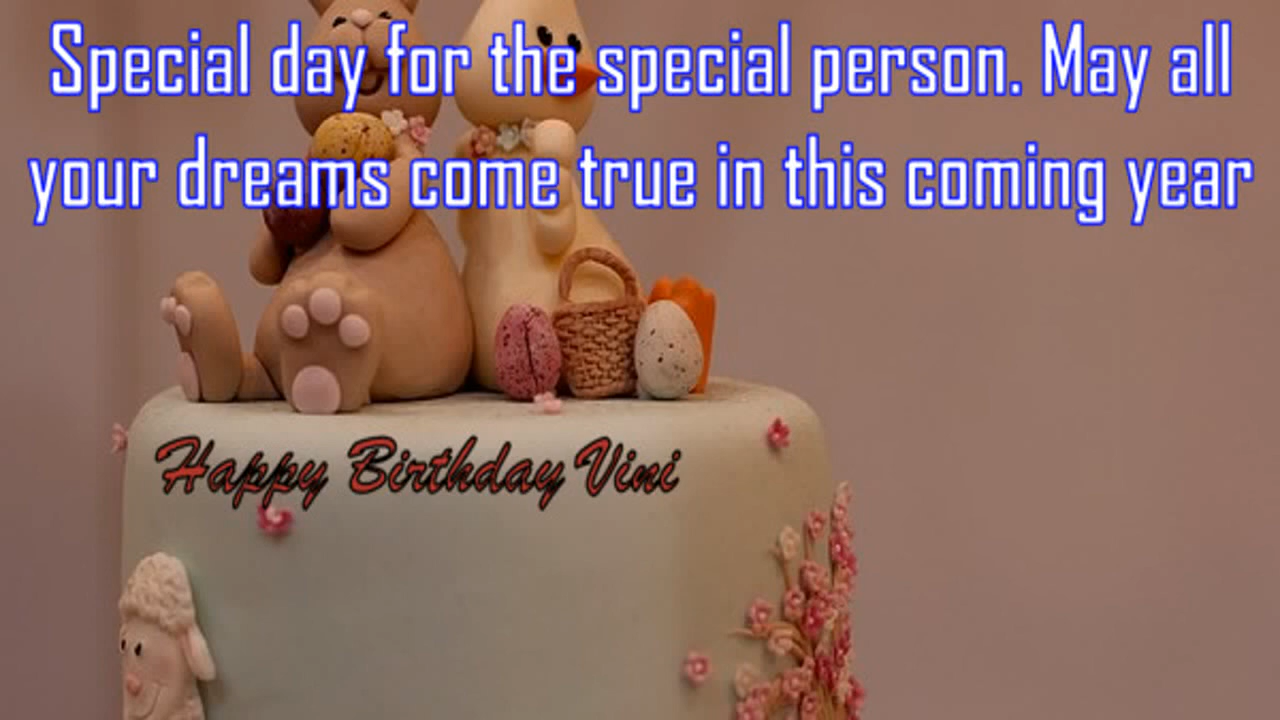 Special day for the special person. May all
your dreams come true in this coming year
Happy Birthday Vini